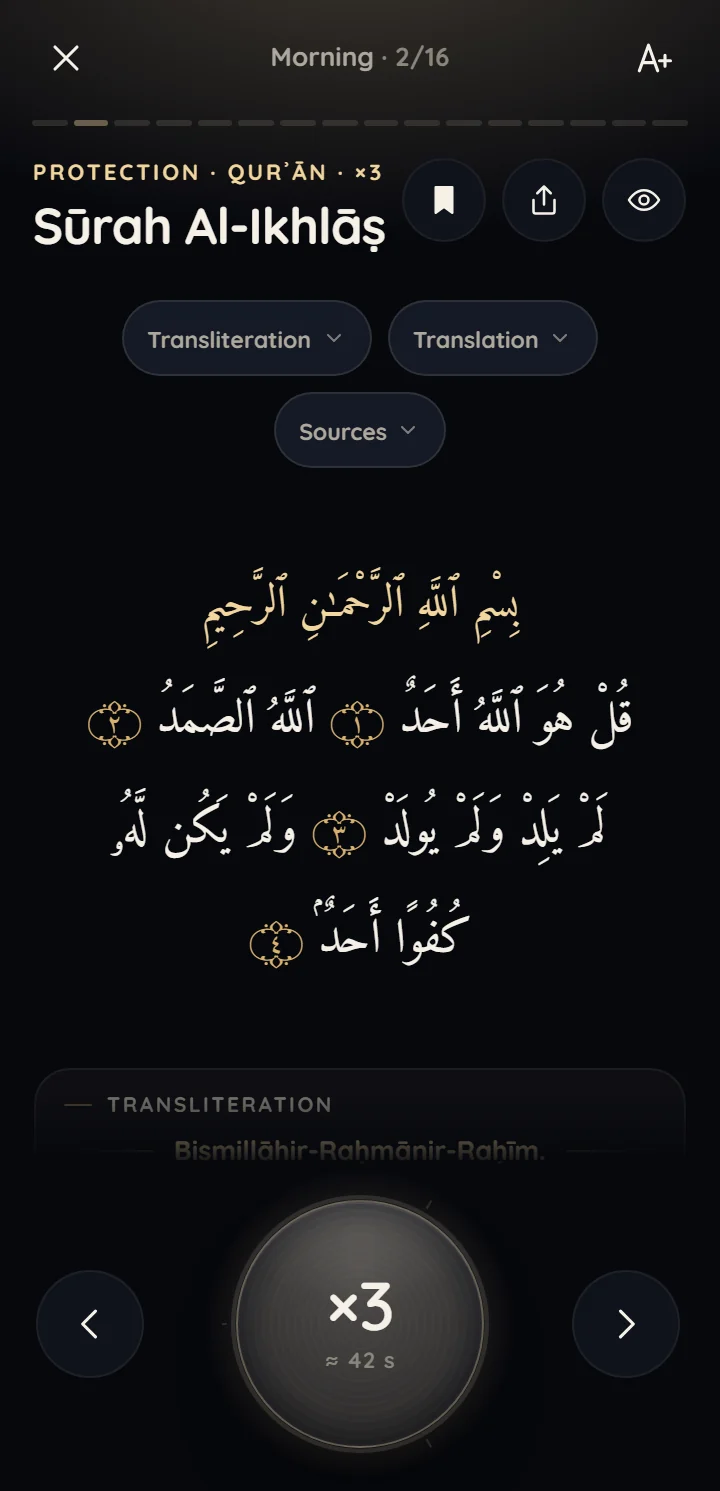 Morning · 2/16
A+
PROTECTION · QURʾĀN · ×3
Sūrah Al-Ikhlāṣ
Transliteration
Translation
Sources
بِسْمِ ٱللَّهِ ٱلرَّحْمَـٰنِ ٱلرَّحِيمِ
قُلْ هُوَ ٱللَّهُ أَحَدٌ ١ ٱللَّهُ ٱلصَّمَدُ ٢
لَمْ يَلِدْ وَلَمْ يُولَدْ ٣ وَلَمْ يَكُن لَّهُۥ
كُفُوًا أَحَدٌۢ ٤
TRANSLITERATION
Bismillāhir-Raḥmānir-Raḥīm.
×3
≈ 42 s